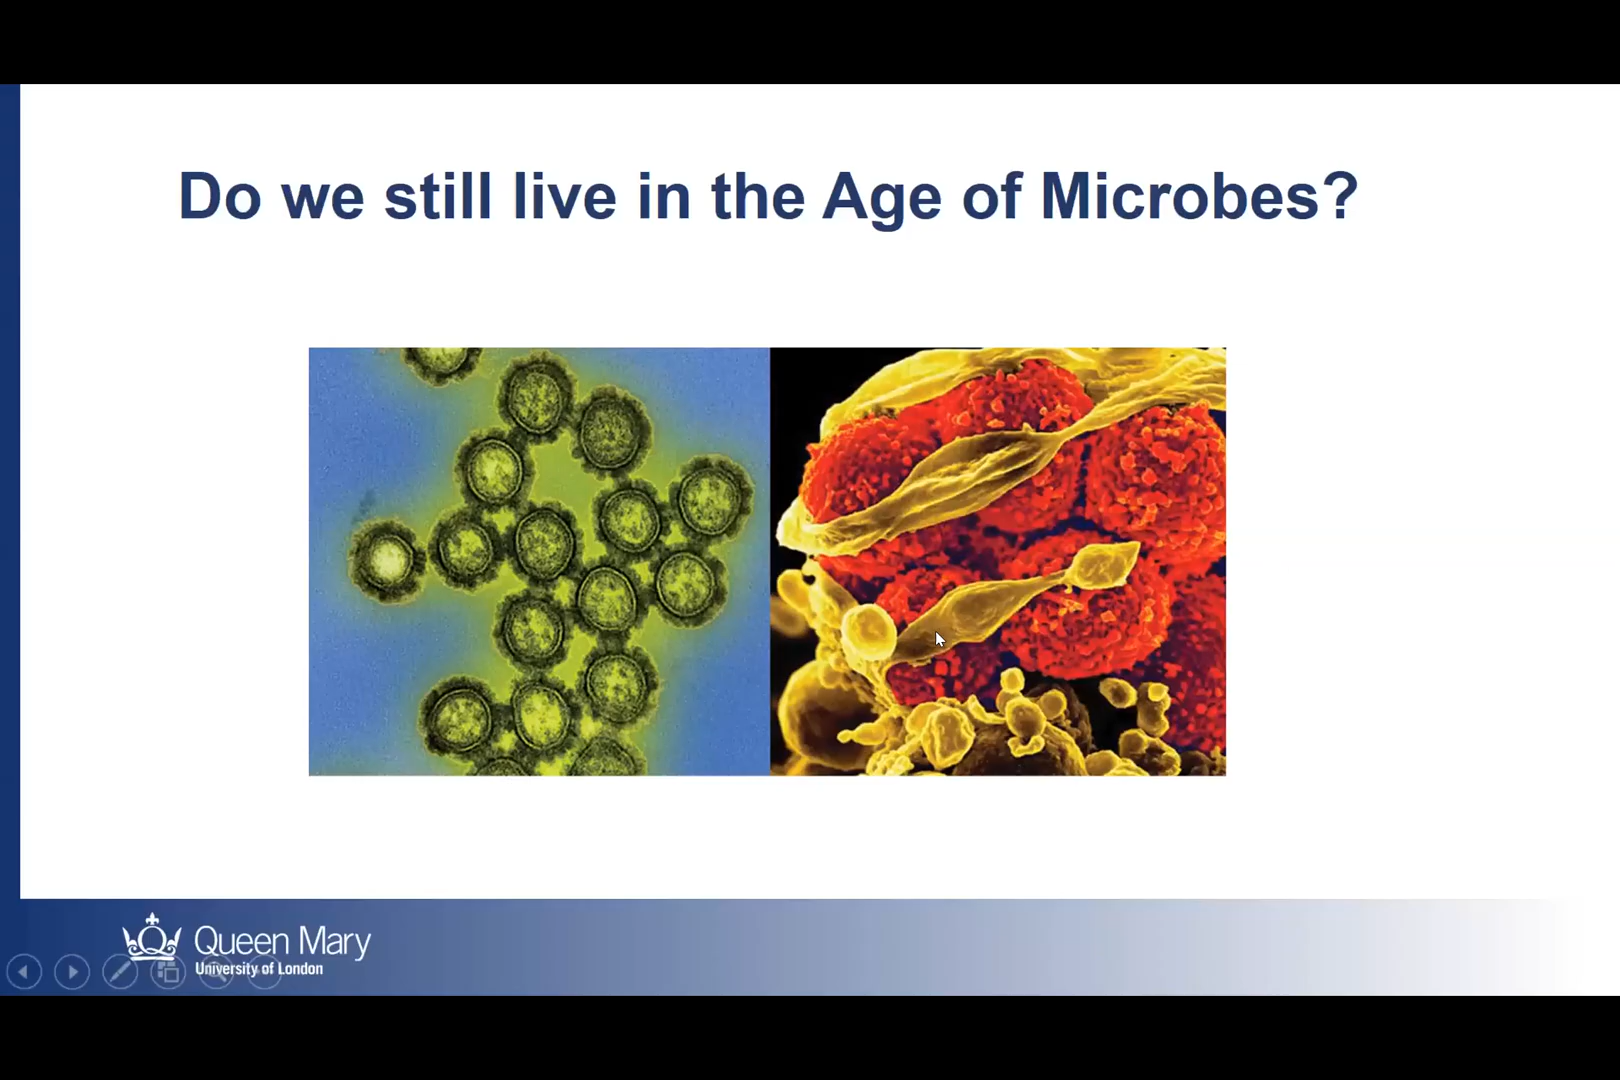 Do we still live in the Age of Microbes?
Queen Mary
University of London